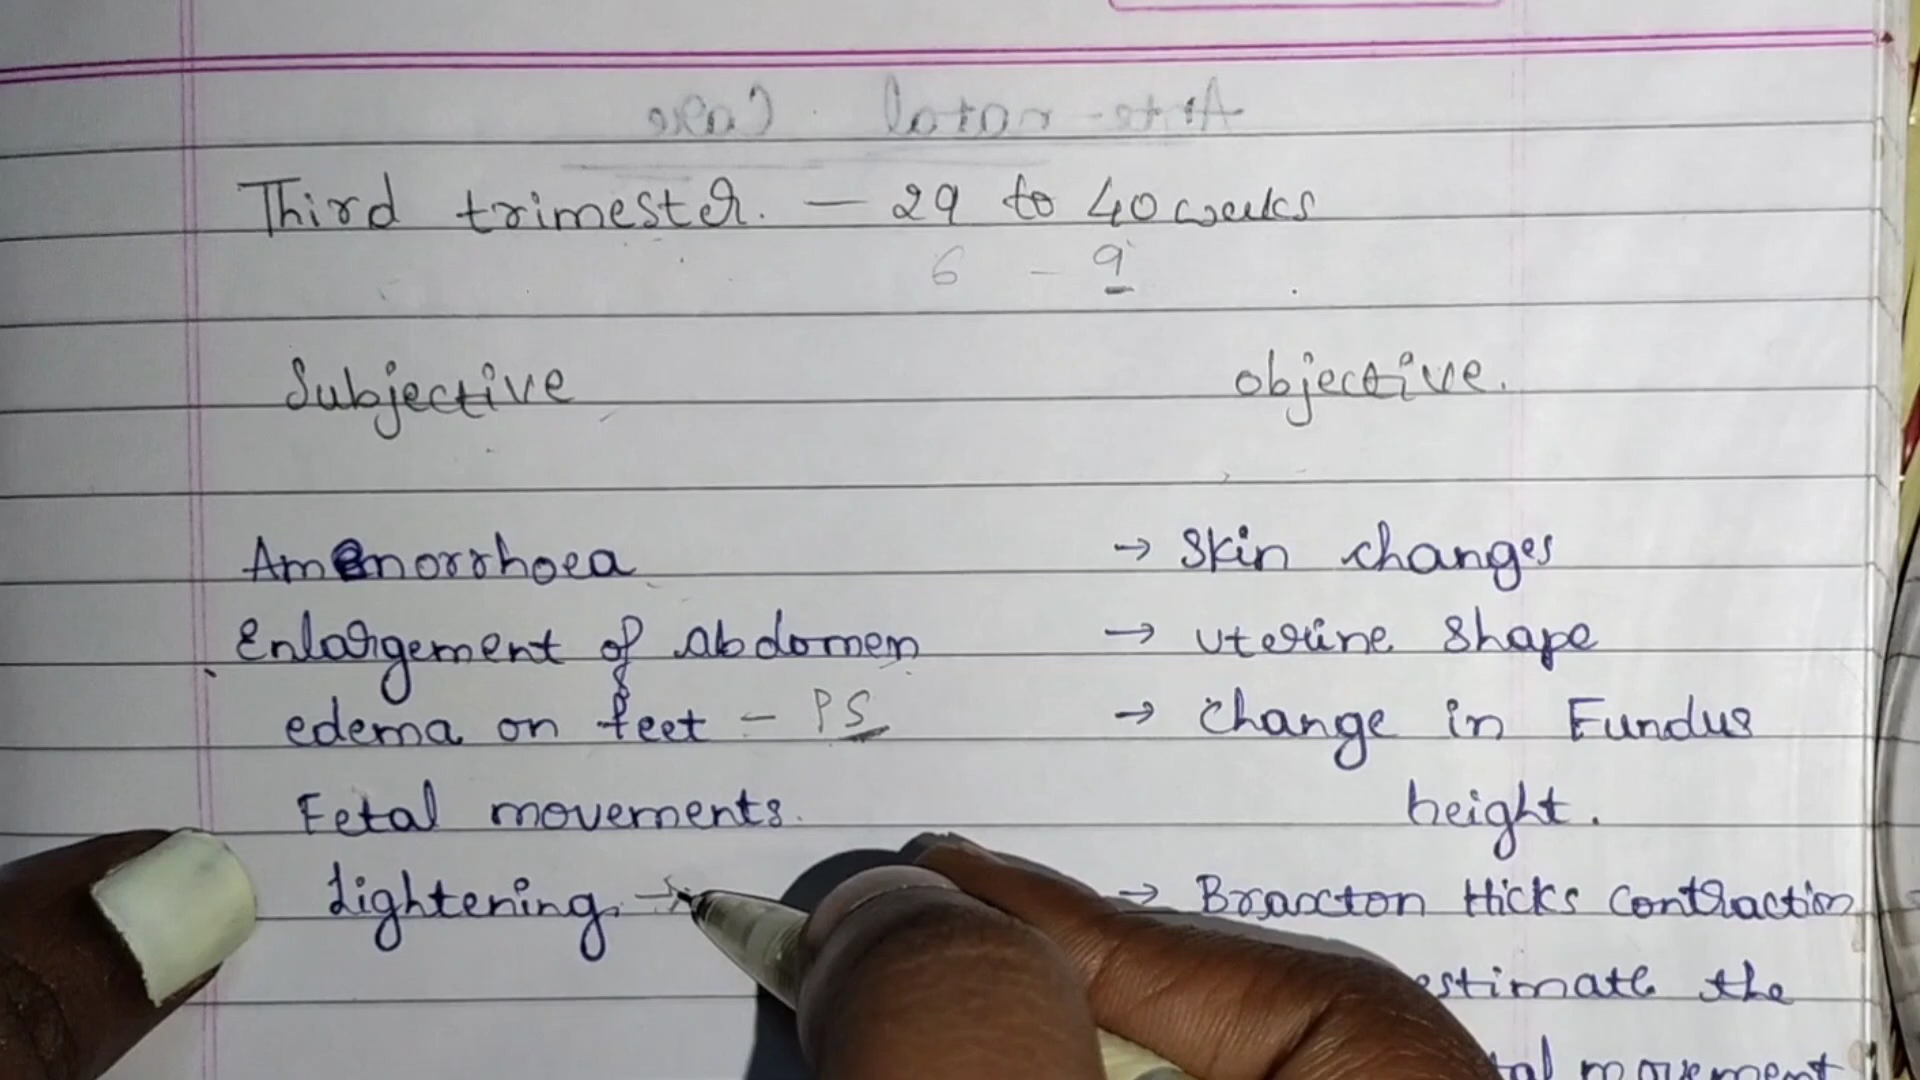 Third trimester. — 29 to 40 weeks
6 - 9
Subjective
objective.
Amenorrhoea
Enlargement of abdomen
edema on feet - PS
Fetal movements.
Lightening →
→ Skin changes
→ uterine shape
→ Change in Fundus
height.
→ Braxton Hicks Contraction
estimate the
movement